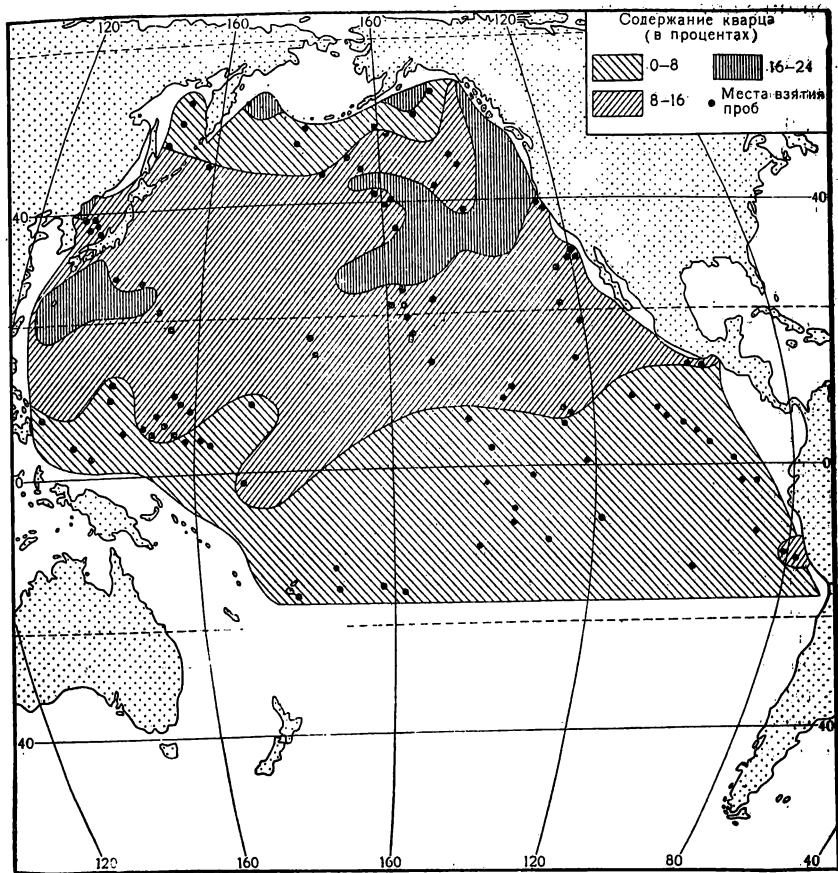 120 160 160 120
Содержание кварца
(в процентах)
0-8 16-24
8-16 Места взятия
проб
40 40
0 0
40 40
120 160 160 120 80 40